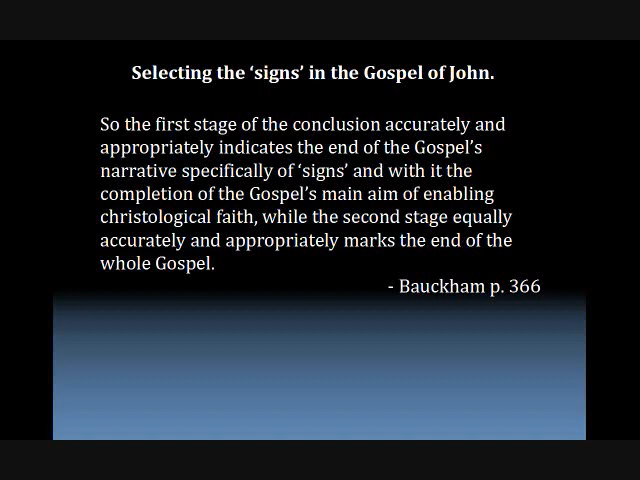 Selecting the ‘signs’ in the Gospel of John.
So the first stage of the conclusion accurately and
appropriately indicates the end of the Gospel’s
narrative specifically of ‘signs’ and with it the
completion of the Gospel’s main aim of enabling
christological faith, while the second stage equally
accurately and appropriately marks the end of the
whole Gospel.
- Bauckham p. 366